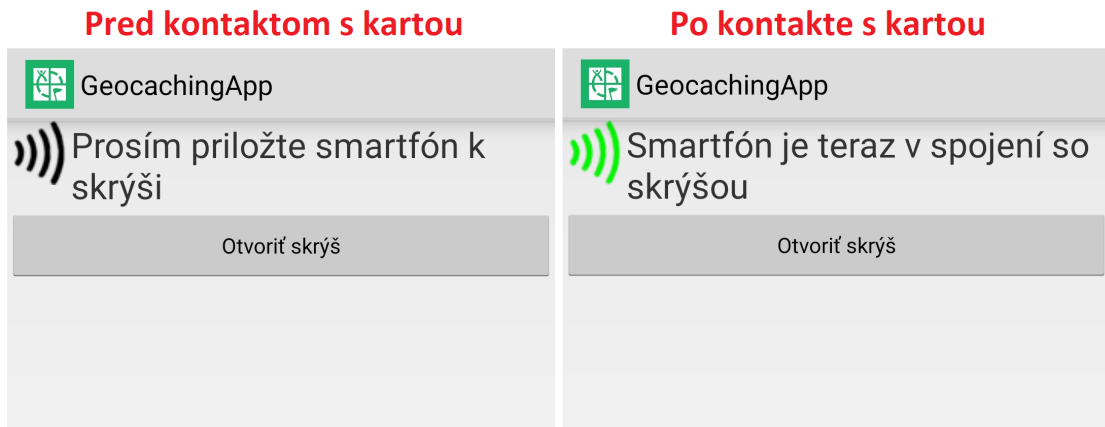 Pred kontaktom s kartou
GeocachingApp
Prosím priložte smartfón k
skrýši
Otvoriť skrýš
Po kontakte s kartou
GeocachingApp
Smartfón je teraz v spojení so
skrýšou
Otvoriť skrýš